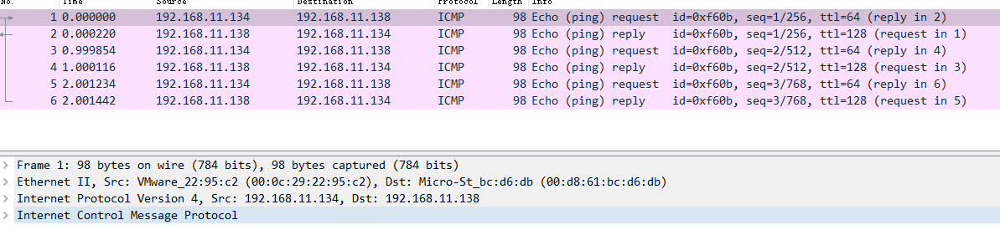 No. Time Source Destination Protocol Length Info
1 0.000000 192.168.11.134 192.168.11.138 ICMP 98 Echo (ping) request id=0xf60b, seq=1/256, ttl=64 (reply in 2)
2 0.000220 192.168.11.138 192.168.11.134 ICMP 98 Echo (ping) reply id=0xf60b, seq=1/256, ttl=128 (request in 1)
3 0.999854 192.168.11.134 192.168.11.138 ICMP 98 Echo (ping) request id=0xf60b, seq=2/512, ttl=64 (reply in 4)
4 1.000116 192.168.11.138 192.168.11.134 ICMP 98 Echo (ping) reply id=0xf60b, seq=2/512, ttl=128 (request in 3)
5 2.001234 192.168.11.134 192.168.11.138 ICMP 98 Echo (ping) request id=0xf60b, seq=3/768, ttl=64 (reply in 6)
6 2.001442 192.168.11.138 192.168.11.134 ICMP 98 Echo (ping) reply id=0xf60b, seq=3/768, ttl=128 (request in 5)
Frame 1: 98 bytes on wire (784 bits), 98 bytes captured (784 bits)
Ethernet II, Src: VMware_22:95:c2 (00:0c:29:22:95:c2), Dst: Micro-St_bc:d6:db (00:d8:61:bc:d6:db)
Internet Protocol Version 4, Src: 192.168.11.134, Dst: 192.168.11.138
Internet Control Message Protocol